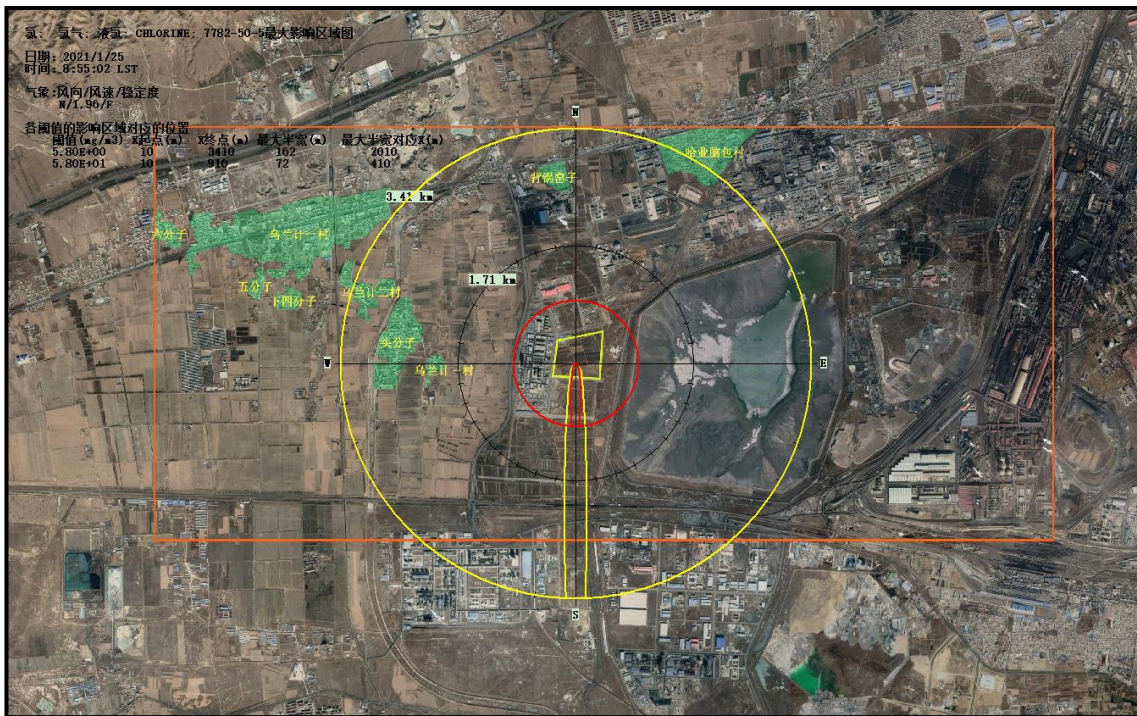 氯; 氯气; 液氯; CHLORINE; 7782-50-5最大影响区域图
日期: 2021/1/25
时间: 8:55:02 LST
气象:风向/风速/稳定度
N/1.96/F
各阈值的影响区域对应的位置
阈值(mg/m3) X起点(m) X终点(m) 最大半宽(m) 最大半宽对应X(m)
5.80E+00 10 3410 162 2010
5.80E+01 10 910 72 410
N
哈业脑包村
背锅窑子
3.41 km
六分子
乌兰计一村
1.71 km
五分子
下四分子
乌兰计三村
头分子
乌兰计一村
W
E
S